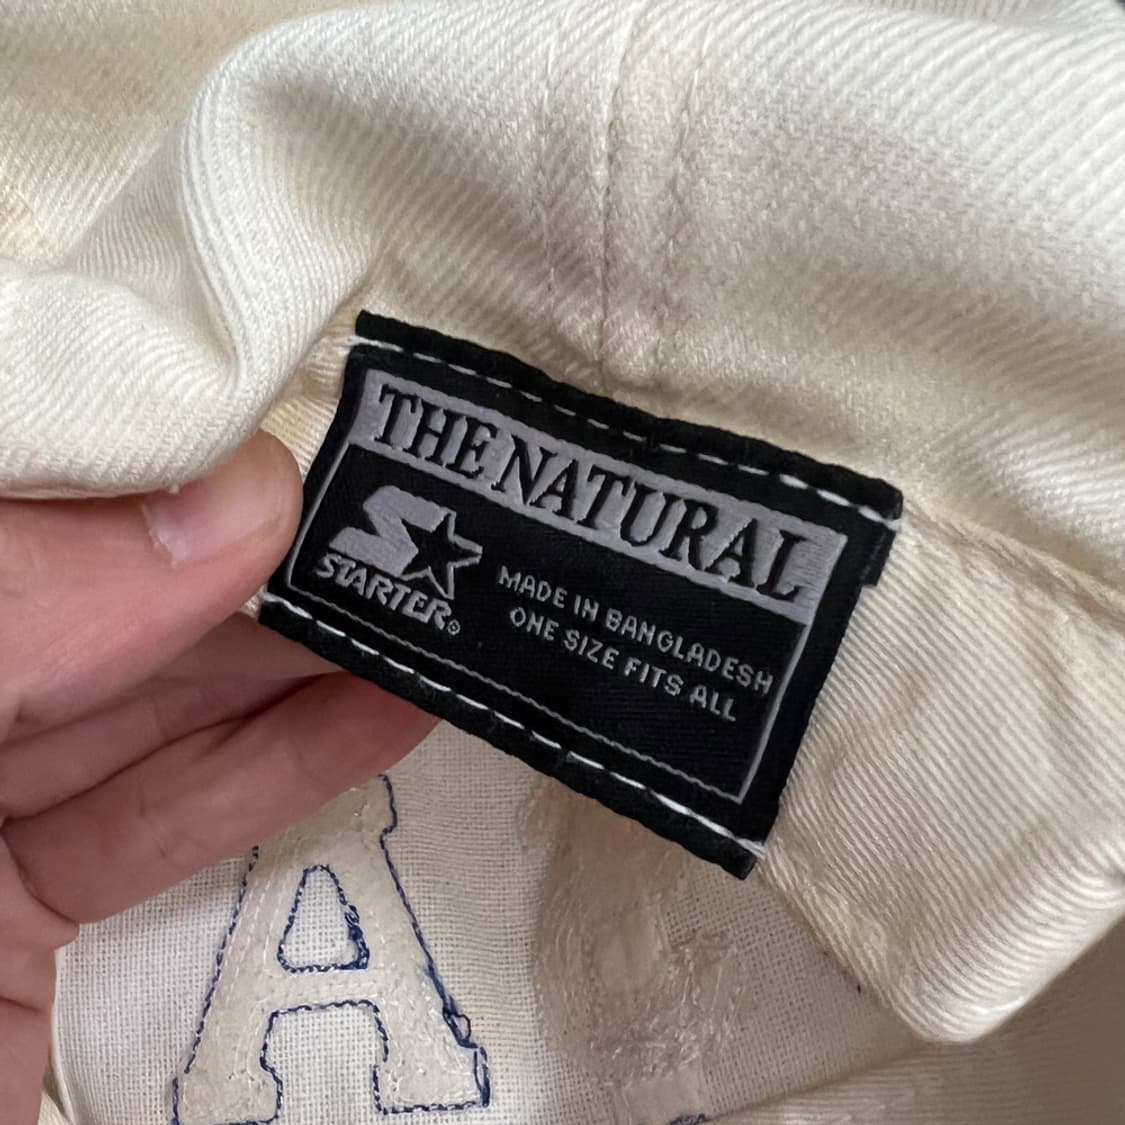 THE NATURAL
STARTER®
MADE IN BANGLADESH
ONE SIZE FITS ALL
A